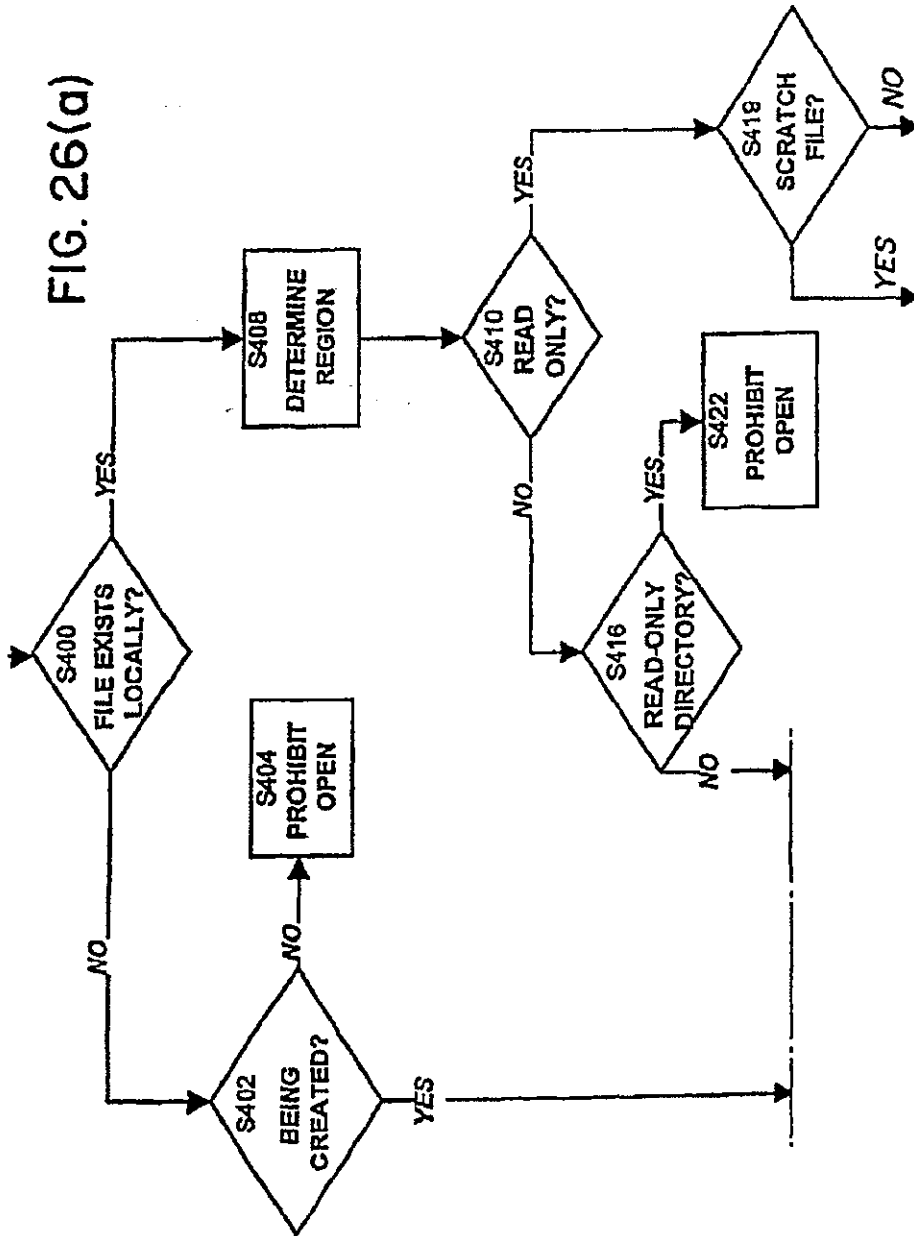 FIG. 26(a)
S400
FILE EXISTS
LOCALLY?
NO
YES
S402
BEING
CREATED?
NO
YES
S404
PROHIBIT
OPEN
S408
DETERMINE
REGION
S410
READ
ONLY?
NO
YES
S416
READ-ONLY
DIRECTORY?
YES
NO
S422
PROHIBIT
OPEN
S419
SCRATCH
FILE?
YES
NO